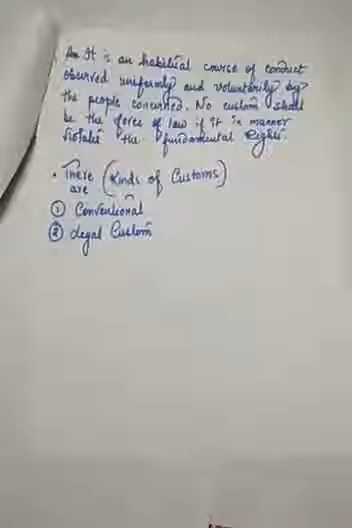 An It is an habitual course of conduct
observed uniformly and voluntarily by
the people concerned. No custom shall
be the force of law if it in manner
violate the fundamental Rights.
• There are (Kinds of Customs)
① Conventional
② Legal Custom